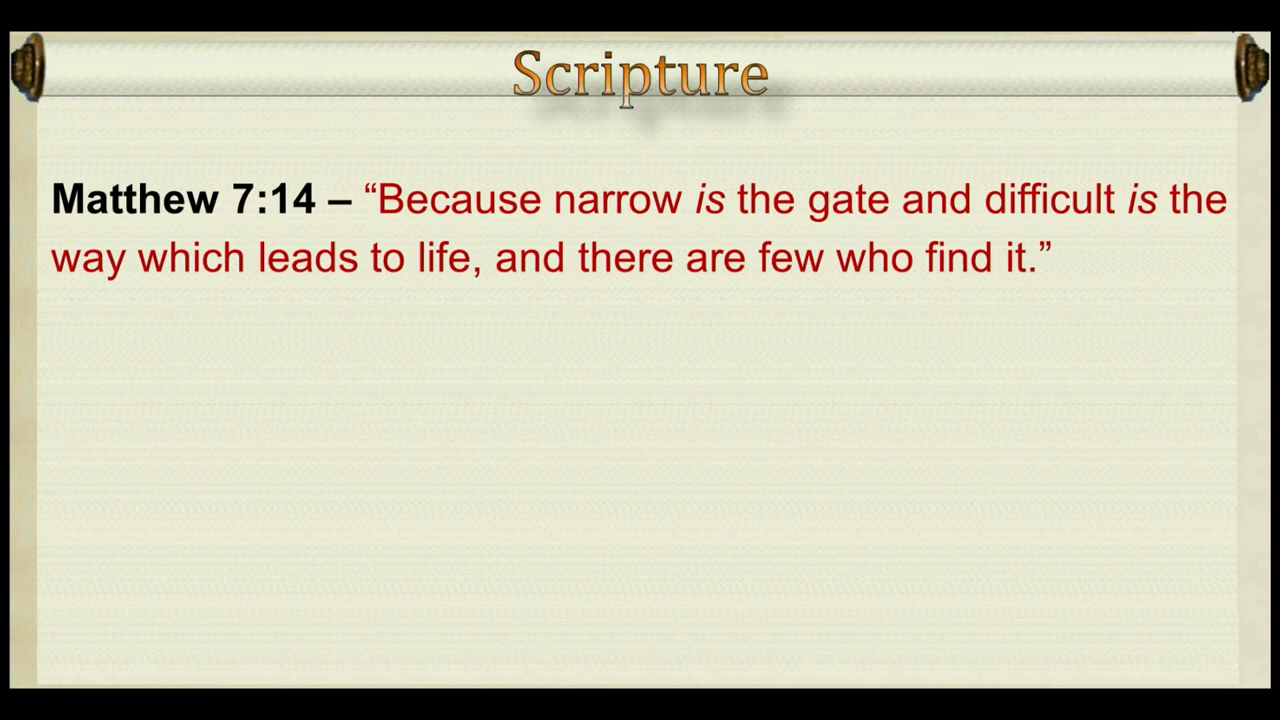 Scripture
Matthew 7:14 – “Because narrow is the gate and difficult is the
way which leads to life, and there are few who find it.”